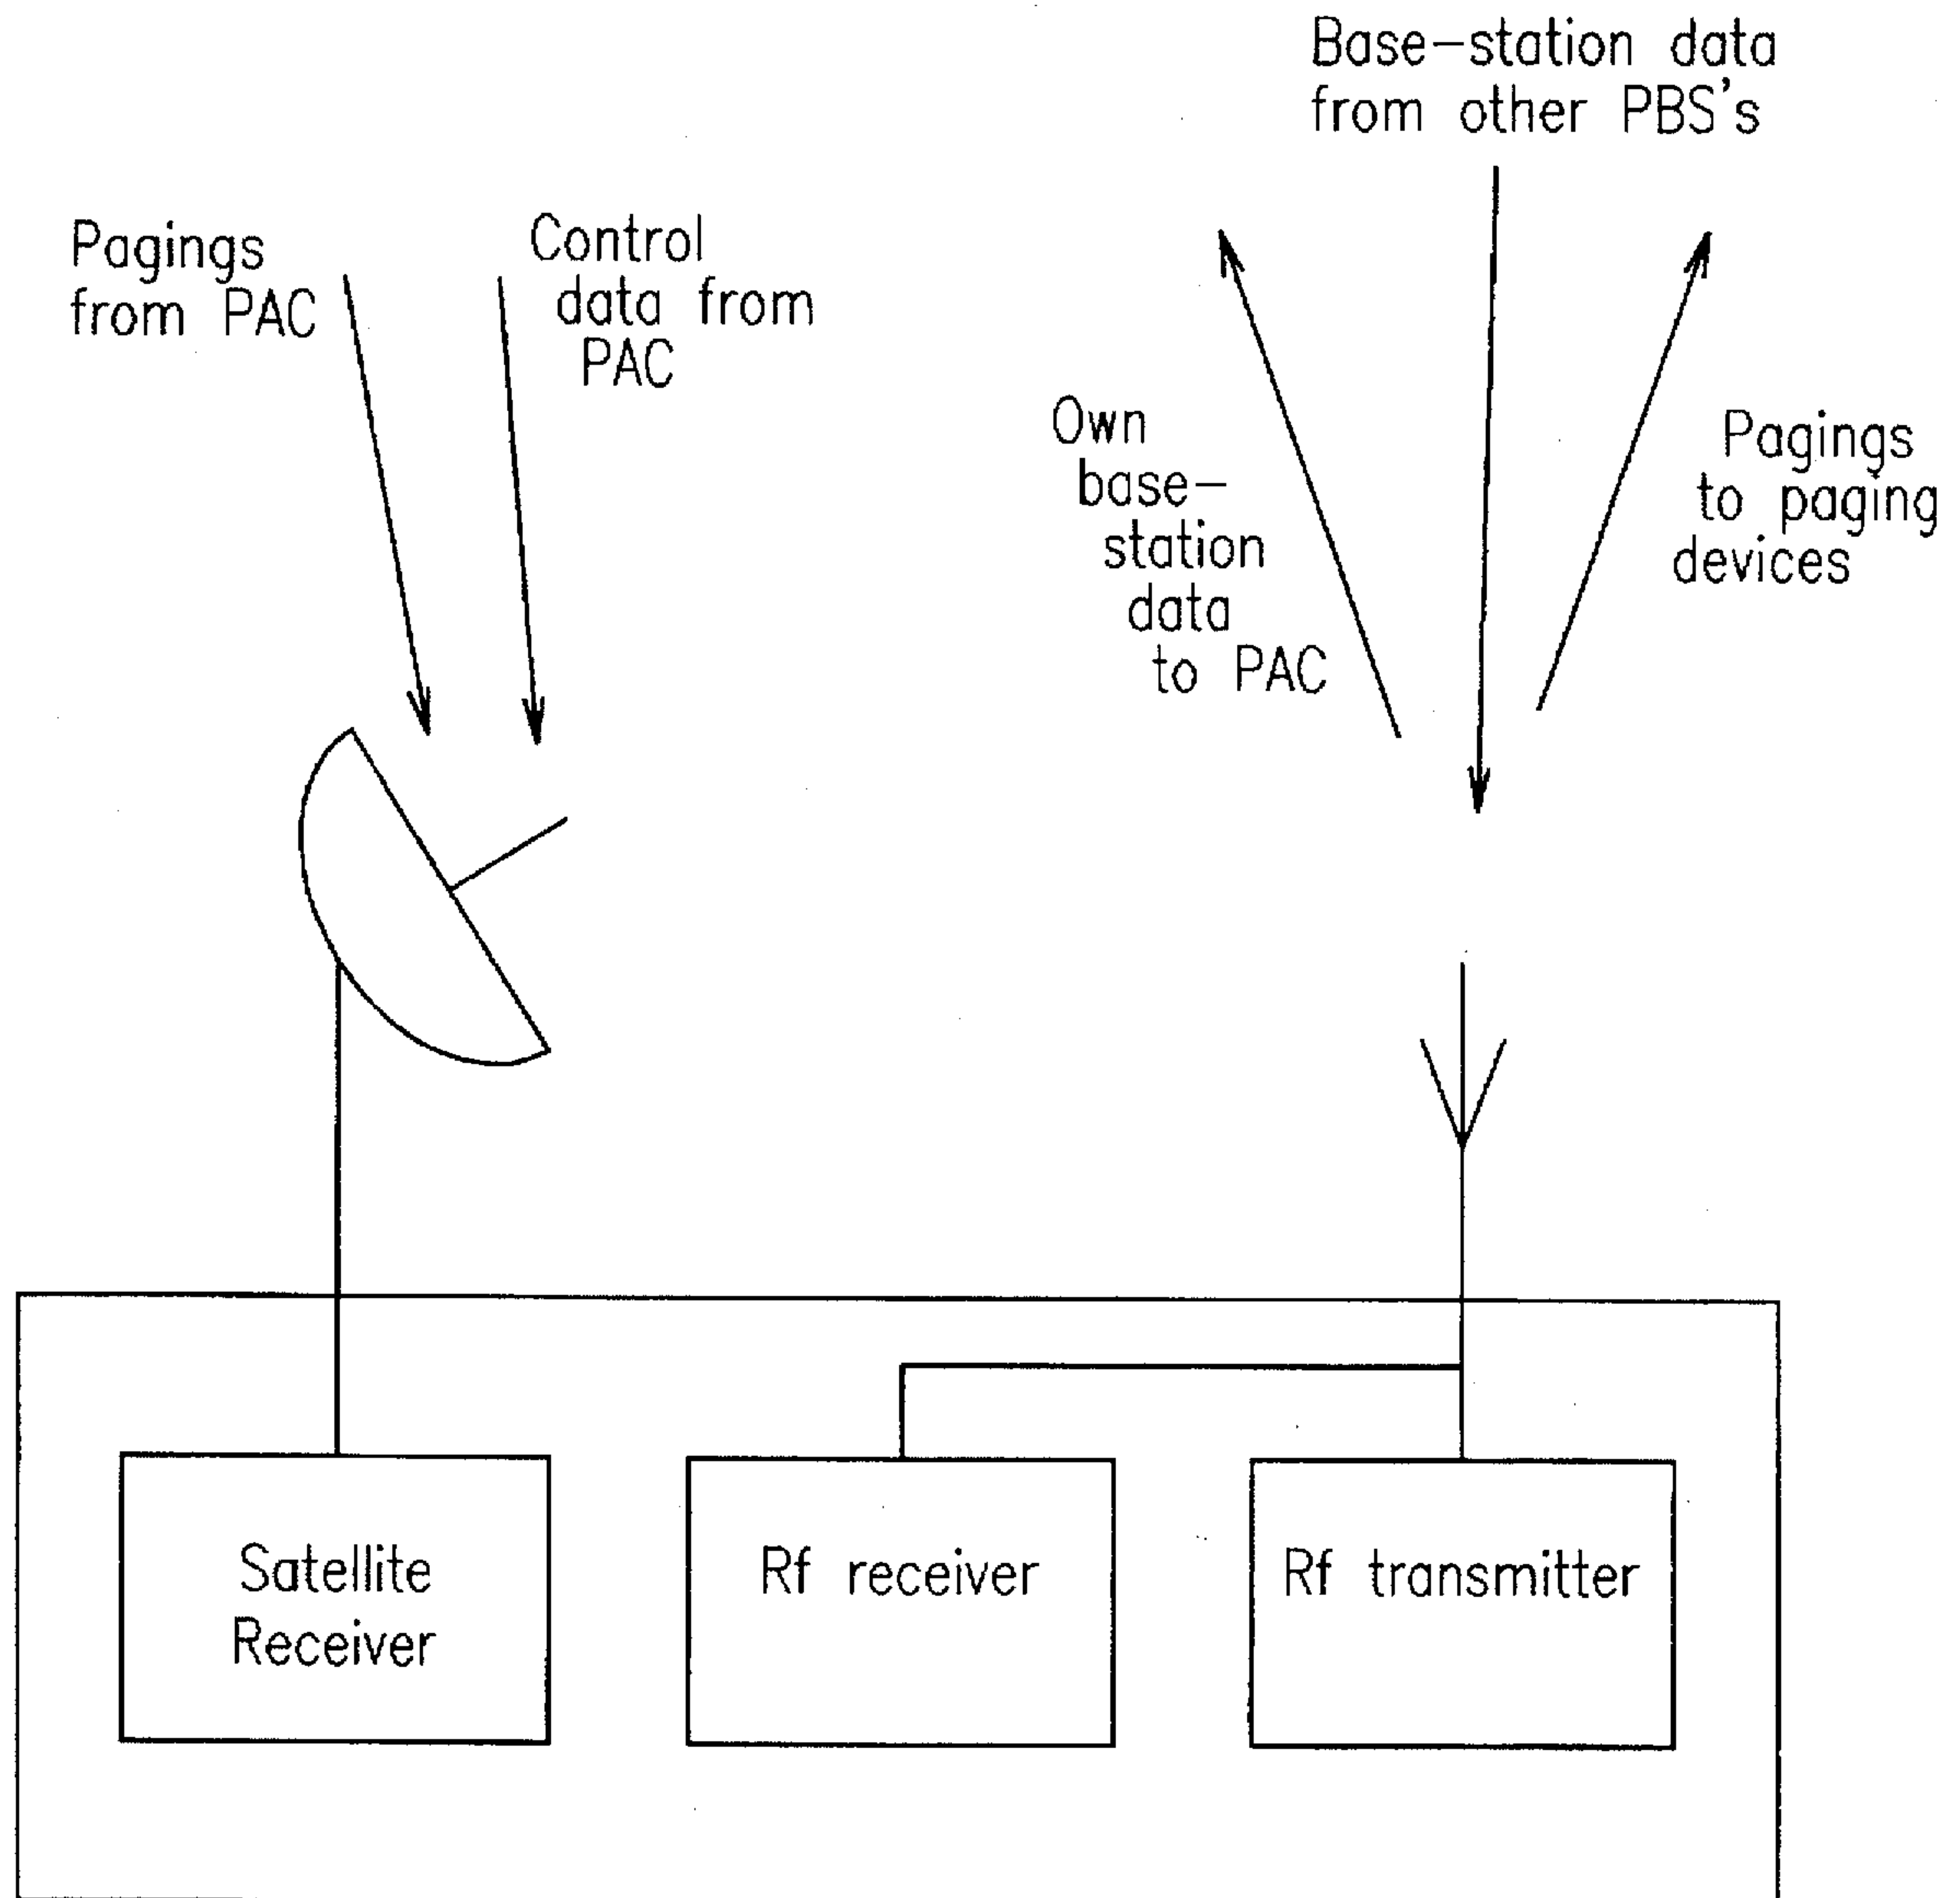 Base-station data
from other PBS's
Pagings
from PAC
Control
data from
PAC
Own
base-
station
data
to PAC
Pagings
to paging
devices
Satellite
Receiver
Rf receiver
Rf transmitter